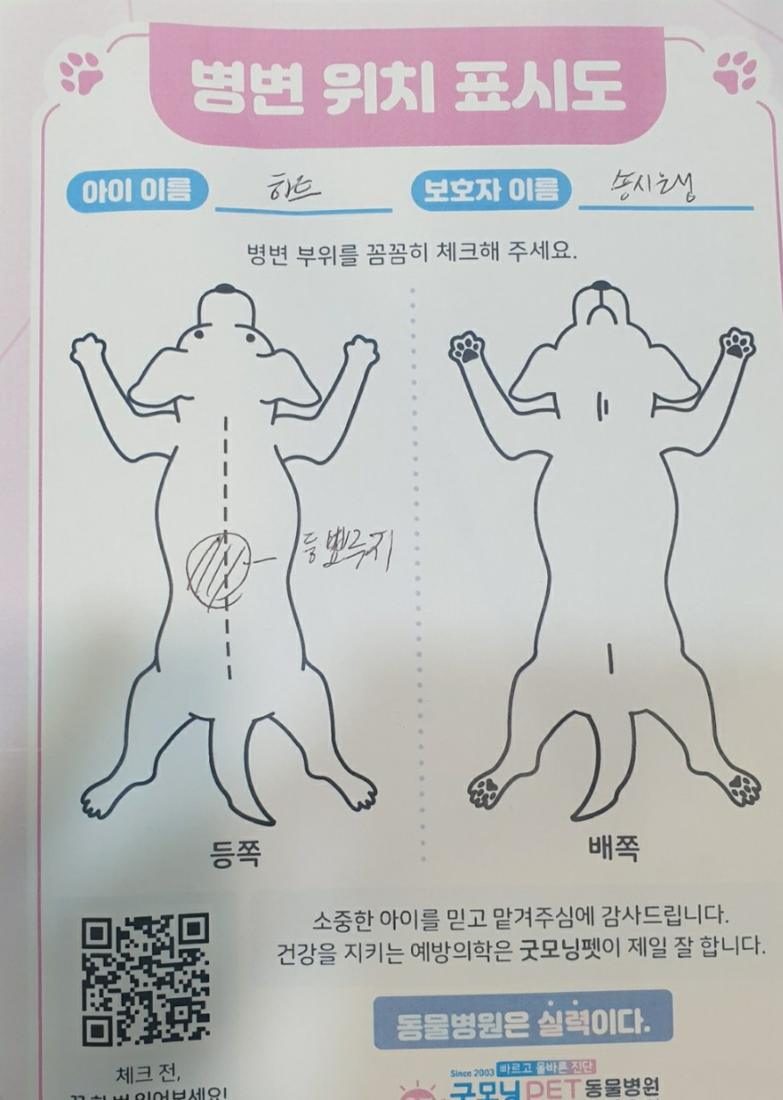 병변 위치 표시도
아이 이름 하트 보호자 이름 송시은
병변 부위를 꼼꼼히 체크해 주세요.
등 뾰루지
등쪽 배쪽
소중한 아이를 믿고 맡겨주심에 감사드립니다.
건강을 지키는 예방의학은 굿모닝펫이 제일 잘 합니다.
동물병원은 실력이다.
체크 전,
Since 2003 빠르고 올바른 진단
굿모닝PET 동물병원